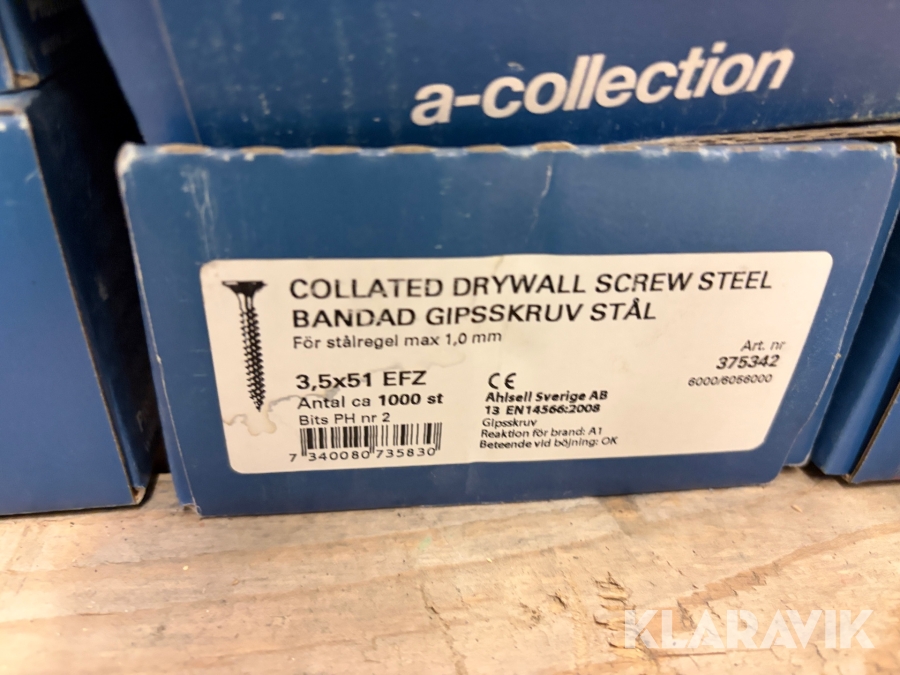 a-collection
COLLATED DRYWALL SCREW STEEL
BANDAD GIPSSKRUV STÅL
För stålregel max 1,0 mm
Art. nr
375342
6000/6056000
3,5x51 EFZ
Antal ca 1000 st
Bits PH nr 2
7 340080 735830
CE
Ahlsell Sverige AB
13 EN14566:2008
Gipsskruv
Reaktion för brand: A1
Beteende vid böjning: OK
KLARAVIK